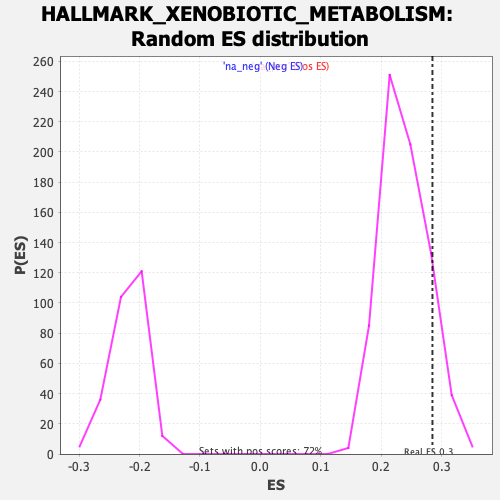 HALLMARK_XENOBIOTIC_METABOLISM:
Random ES distribution
'na_neg' (Neg ES) os ES)
260
240
220
200
180
160
140
120
100
80
60
40
20
0
P(ES)
Sets with pos scores: 72%
Real ES 0.3
-0.3 -0.2 -0.1 0.0 0.1 0.2 0.3
ES